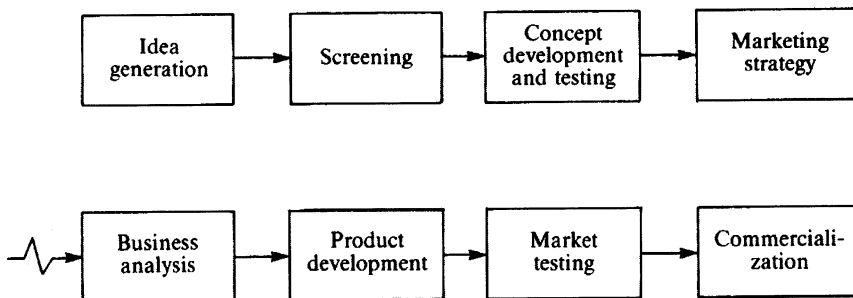 Idea
generation
Screening
Concept
development
and testing
Marketing
strategy
Business
analysis
Product
development
Market
testing
Commerciali-
zation